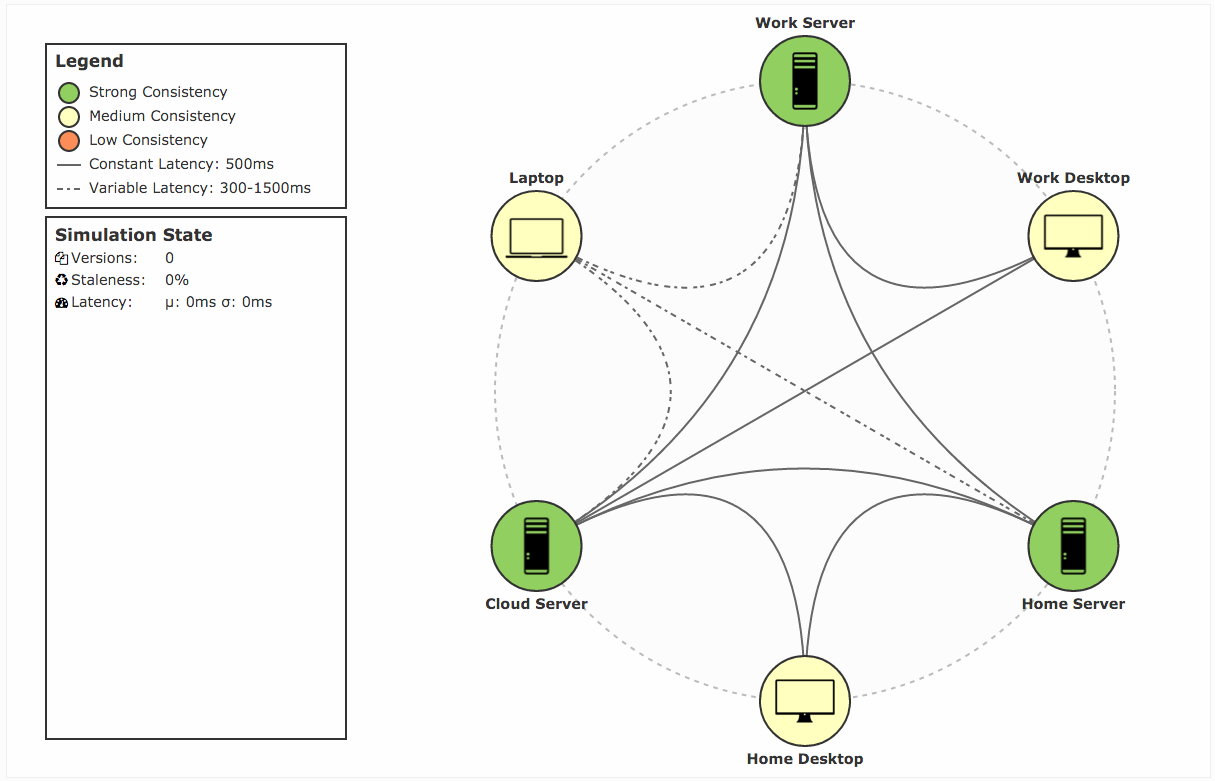 Legend
Strong Consistency
Medium Consistency
Low Consistency
Constant Latency: 500ms
Variable Latency: 300-1500ms
Simulation State
Versions: 0
Staleness: 0%
Latency: μ: 0ms σ: 0ms
Work Server
Laptop
Work Desktop
Cloud Server
Home Server
Home Desktop